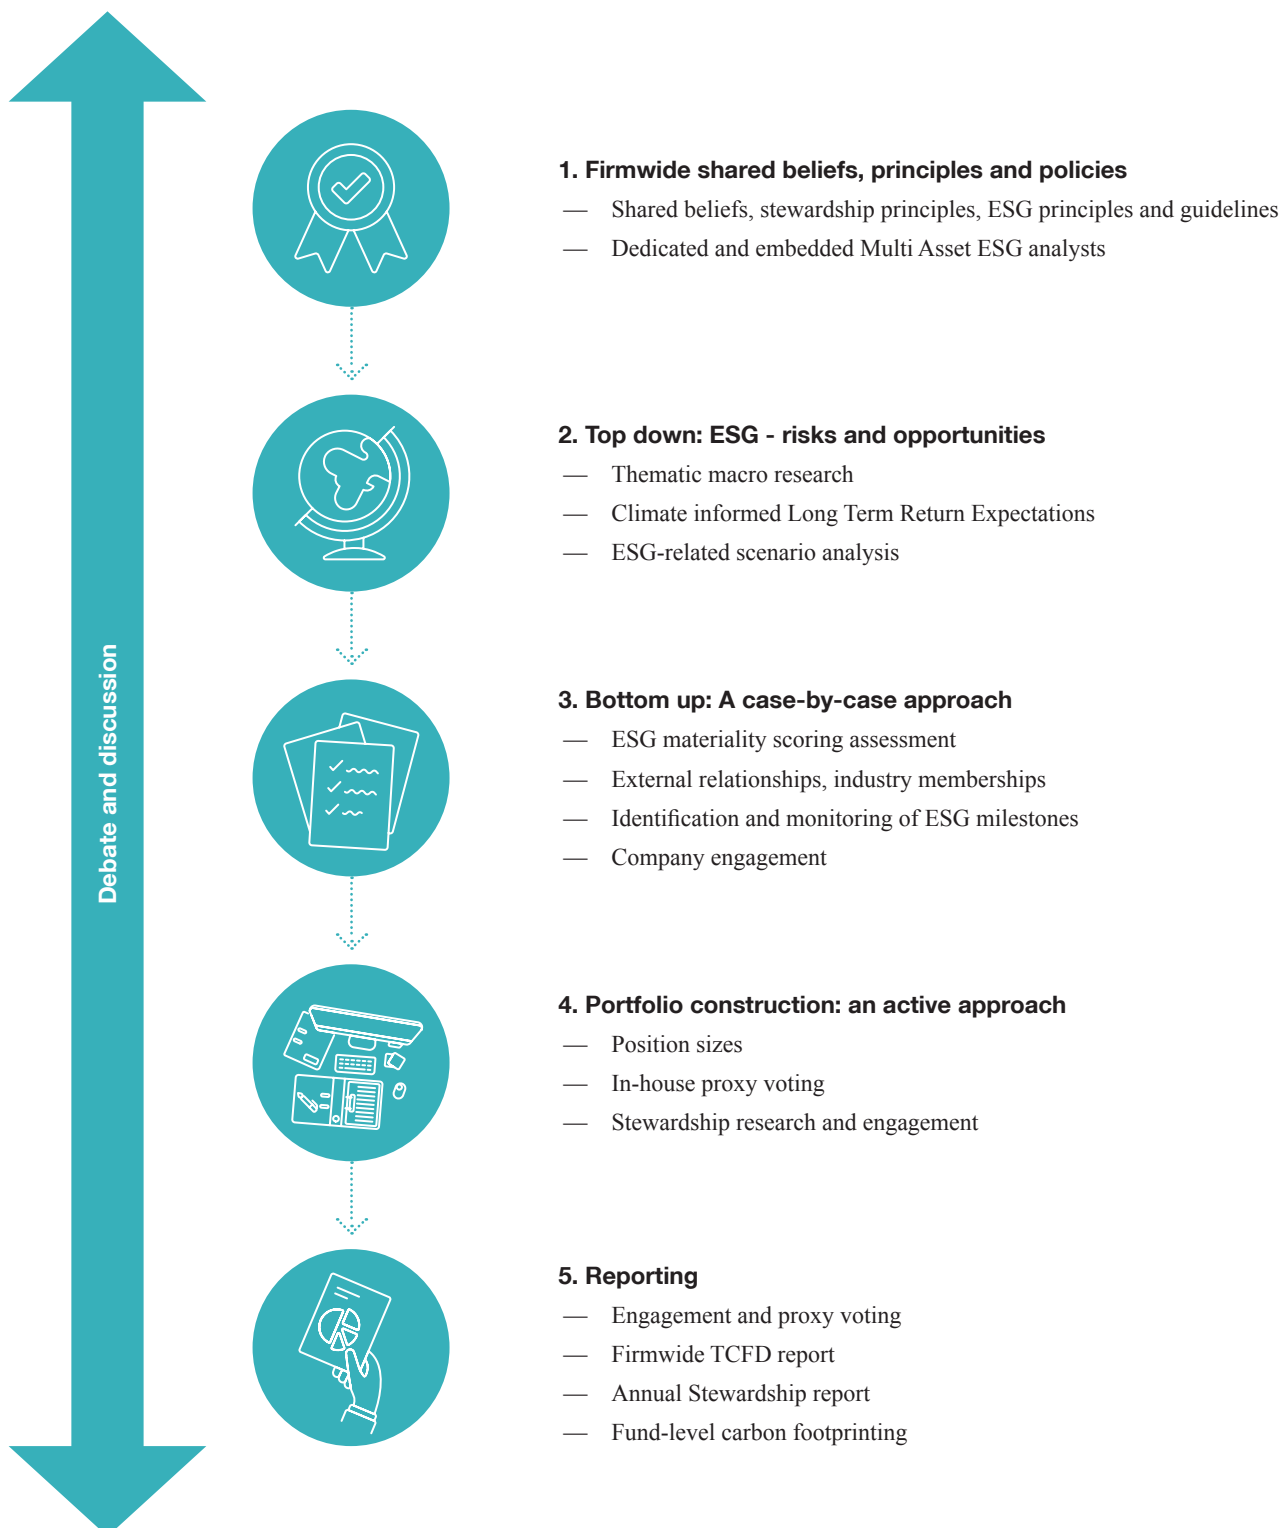 Debate and discussion
1. Firmwide shared beliefs, principles and policies
— Shared beliefs, stewardship principles, ESG principles and guidelines
— Dedicated and embedded Multi Asset ESG analysts
2. Top down: ESG - risks and opportunities
— Thematic macro research
— Climate informed Long Term Return Expectations
— ESG-related scenario analysis
3. Bottom up: A case-by-case approach
— ESG materiality scoring assessment
— External relationships, industry memberships
— Identification and monitoring of ESG milestones
— Company engagement
4. Portfolio construction: an active approach
— Position sizes
— In-house proxy voting
— Stewardship research and engagement
5. Reporting
— Engagement and proxy voting
— Firmwide TCFD report
— Annual Stewardship report
— Fund-level carbon footprinting